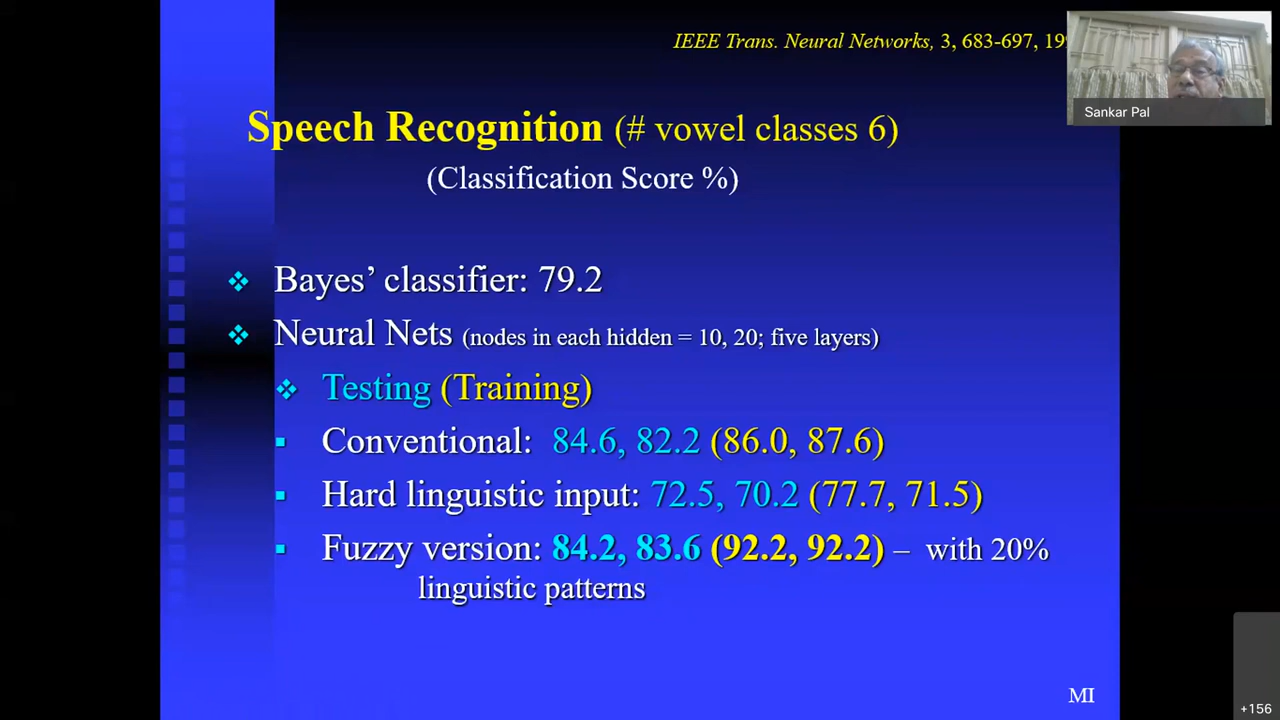 IEEE Trans. Neural Networks, 3, 683-697, 19
Sankar Pal
Speech Recognition (# vowel classes 6)
(Classification Score %)
❖ Bayes’ classifier: 79.2
❖ Neural Nets (nodes in each hidden = 10, 20; five layers)
❖ Testing (Training)
▪ Conventional: 84.6, 82.2 (86.0, 87.6)
▪ Hard linguistic input: 72.5, 70.2 (77.7, 71.5)
▪ Fuzzy version: 84.2, 83.6 (92.2, 92.2) – with 20%
linguistic patterns
MI
+156